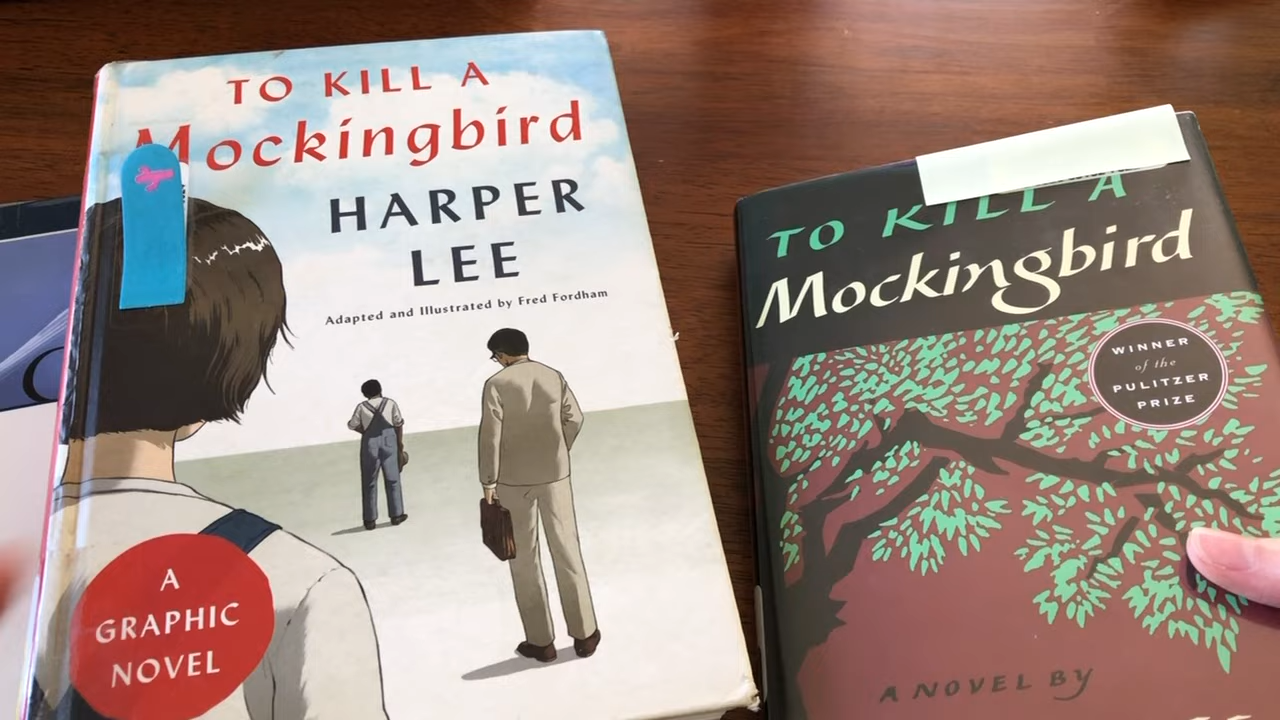 TO KILL A
Mockingbird
HARPER
LEE
Adapted and Illustrated by Fred Fordham
A
GRAPHIC
NOVEL
TO KILL A
Mockingbird
WINNER
of the
PULITZER
PRIZE
A NOVEL BY